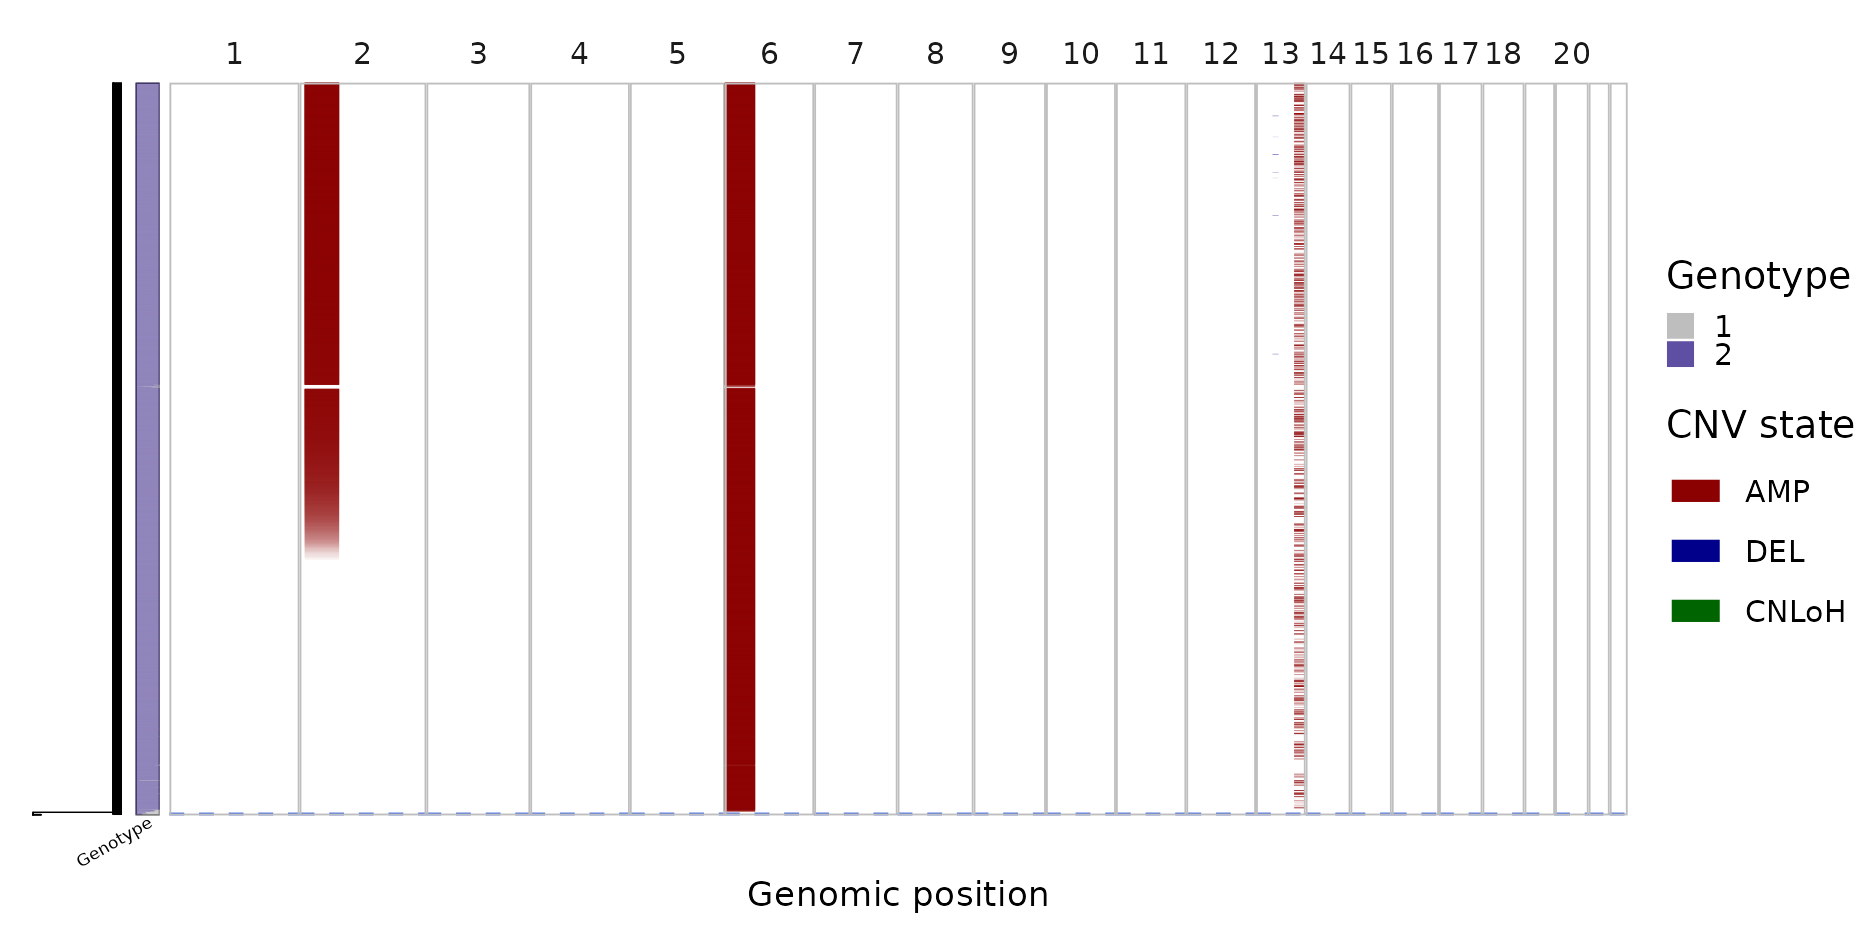 1 2 3 4 5 6 7 8 9 10 11 12 13 14 15 16 17 18 20
Genotype
1
2
CNV state
AMP
DEL
CNLoH
Genotype
Genomic position